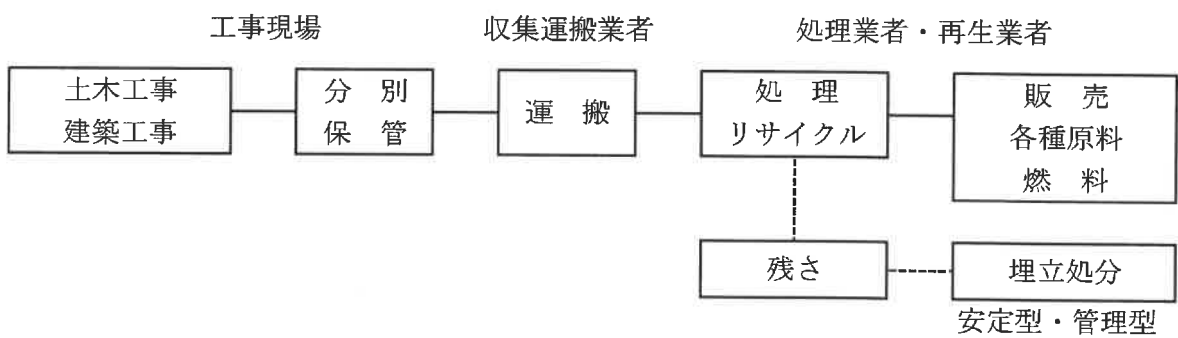 工事現場
収集運搬業者
処理業者・再生業者
土木工事
建築工事
分別
保管
運搬
処理
リサイクル
販売
各種原料
燃料
残さ
埋立処分
安定型・管理型